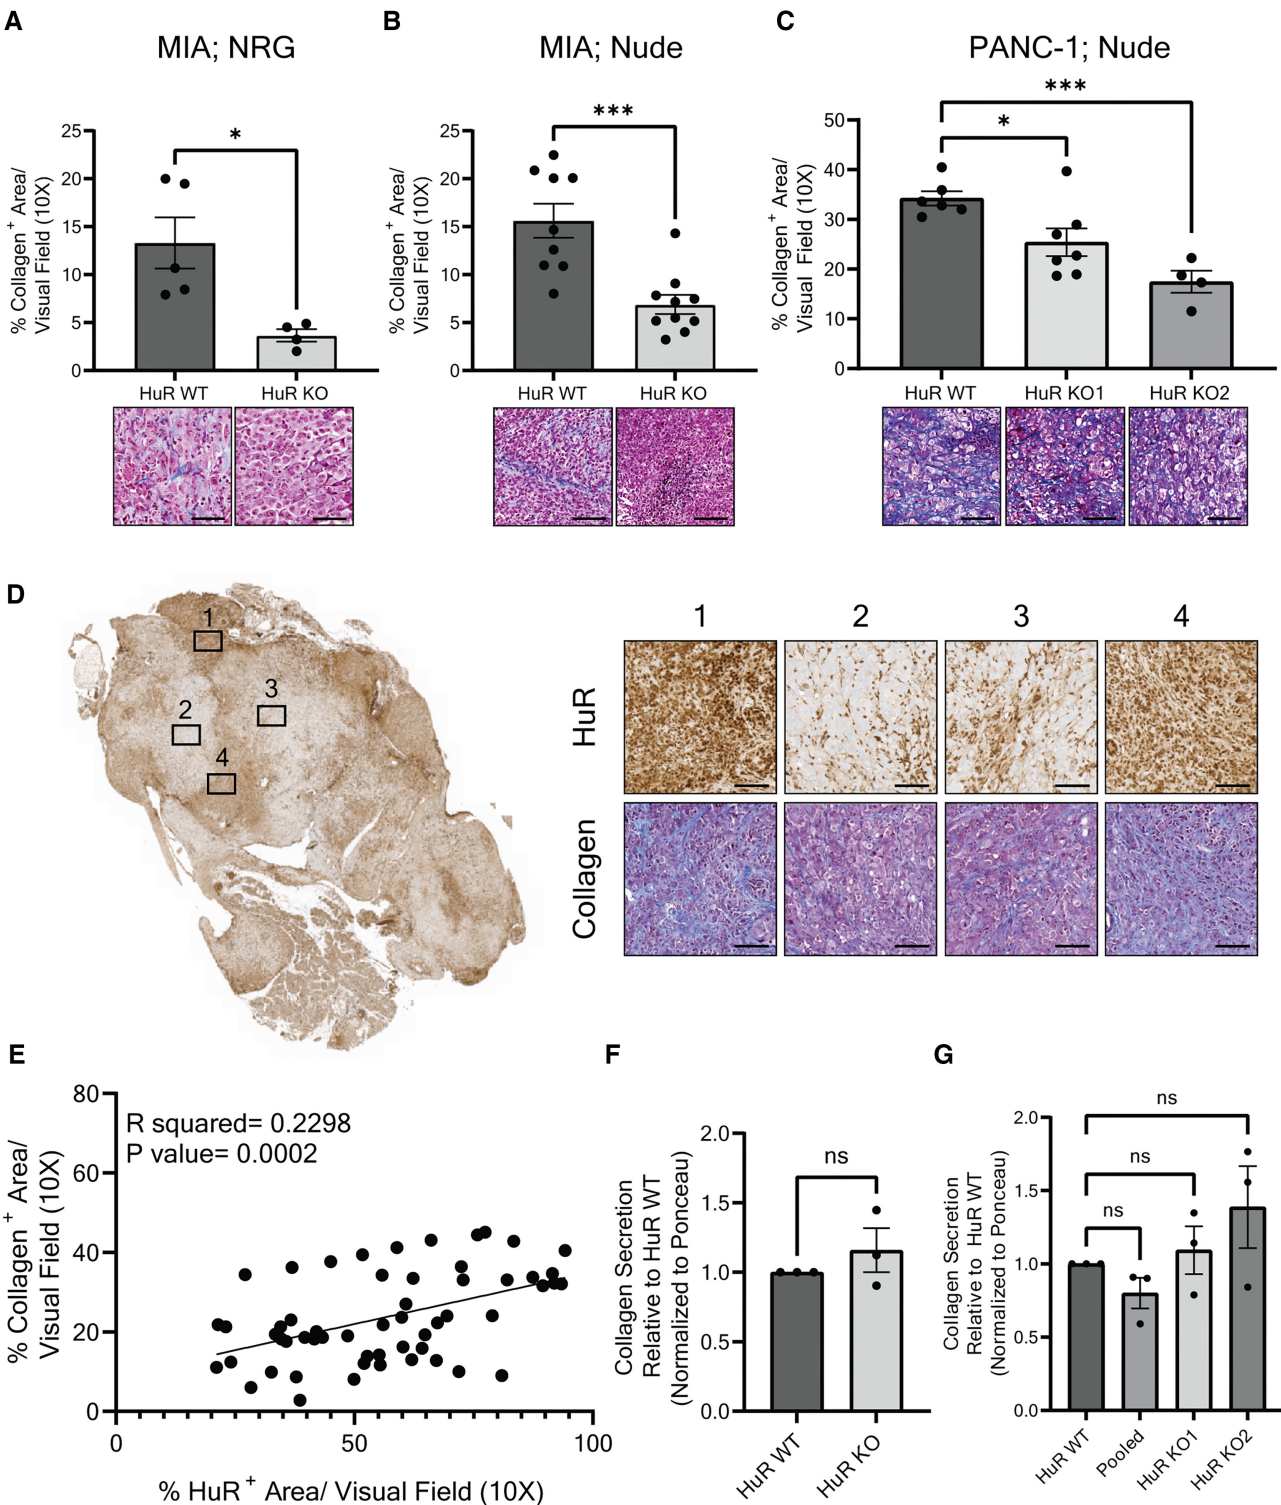 A
MIA; NRG
% Collagen⁺ Area/
Visual Field (10X)
25
20
15
10
5
0
*
HuR WT
HuR KO
B
MIA; Nude
% Collagen⁺ Area/
Visual Field (10X)
25
20
15
10
5
0
***
HuR WT
HuR KO
C
PANC-1; Nude
% Collagen⁺ Area/
Visual Field (10X)
50
40
30
20
10
0
***
*
HuR WT
HuR KO1
HuR KO2
D
1
2
3
4
1
2
3
4
HuR
Collagen
E
% Collagen⁺ Area/
Visual Field (10X)
80
60
40
20
0
R squared= 0.2298
P value= 0.0002
0
50
100
% HuR⁺ Area/ Visual Field (10X)
F
Collagen Secretion
Relative to HuR WT
(Normalized to Ponceau)
2.0
1.5
1.0
0.5
0.0
ns
HuR WT
HuR KO
G
Collagen Secretion
Relative to HuR WT
(Normalized to Ponceau)
2.0
1.5
1.0
0.5
0.0
ns
ns
ns
HuR WT
Pooled
HuR KO1
HuR KO2